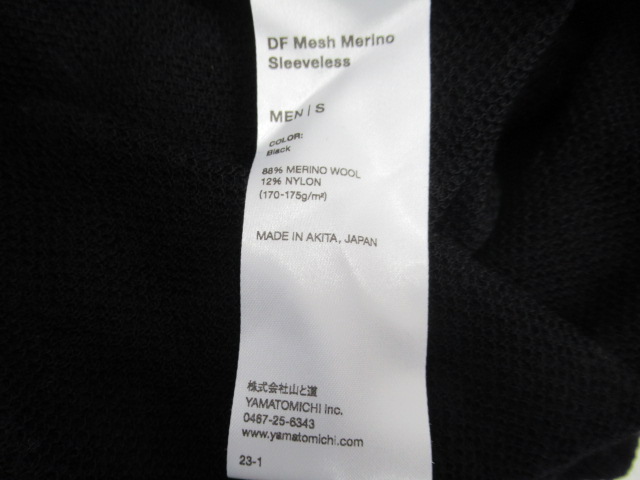 DF Mesh Merino
Sleeveless
MEN | S
COLOR:
Black
88% MERINO WOOL
12% NYLON
(170-175g/m²)
MADE IN AKITA, JAPAN
株式会社山と道
YAMATOMICHI Inc.
0467-25-6343
www.yamatomichi.com
23-1